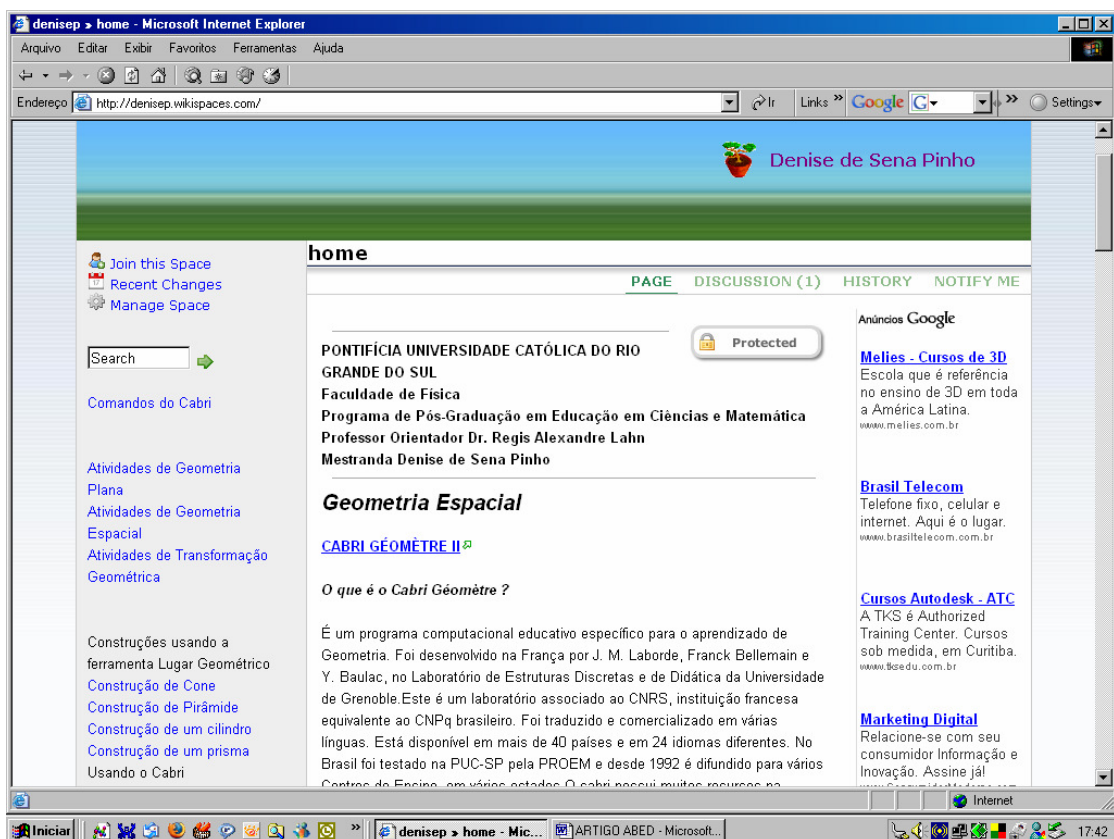 denisep » home - Microsoft Internet Explorer
Arquivo Editar Exibir Favoritos Ferramentas Ajuda
Endereço http://denisep.wikispaces.com/ Ir Links » Google G Settings
Denise de Sena Pinho
Join this Space
Recent Changes
Manage Space
Search
Comandos do Cabri
Atividades de Geometria
Plana
Atividades de Geometria
Espacial
Atividades de Transformação
Geométrica
Construções usando a
ferramenta Lugar Geométrico
Construção de Cone
Construção de Pirâmide
Construção de um cilindro
Construção de um prisma
Usando o Cabri
home
PAGE DISCUSSION (1) HISTORY NOTIFY ME
Protected
PONTIFÍCIA UNIVERSIDADE CATÓLICA DO RIO
GRANDE DO SUL
Faculdade de Física
Programa de Pós-Graduação em Educação em Ciências e Matemática
Professor Orientador Dr. Regis Alexandre Lahn
Mestranda Denise de Sena Pinho
Geometria Espacial
CABRI GÉOMÈTRE II
O que é o Cabri Géomètre ?
É um programa computacional educativo específico para o aprendizado de
Geometria. Foi desenvolvido na França por J. M. Laborde, Franck Bellemain e
Y. Baulac, no Laboratório de Estruturas Discretas e de Didática da Universidade
de Grenoble.Este é um laboratório associado ao CNRS, instituição francesa
equivalente ao CNPq brasileiro. Foi traduzido e comercializado em várias
línguas. Está disponível em mais de 40 países e em 24 idiomas diferentes. No
Brasil foi testado na PUC-SP pela PROEM e desde 1992 é difundido para vários
Centros de Ensino, em vários estados.O cabri possui muitos recursos na
Anúncios Google
Melies - Cursos de 3D
Escola que é referência
no ensino de 3D em toda
a América Latina.
www.melies.com.br
Brasil Telecom
Telefone fixo, celular e
internet. Aqui é o lugar.
www.brasiltelecom.com.br
Cursos Autodesk - ATC
A TKS é Authorized
Training Center. Cursos
sob medida, em Curitiba.
www.tksedu.com.br
Marketing Digital
Relacione-se com seu
consumidor Informação e
Inovação. Assine já!
Internet
Iniciar » denisep » home - Mic... ARTIGO ABED - Microsoft... 17:42